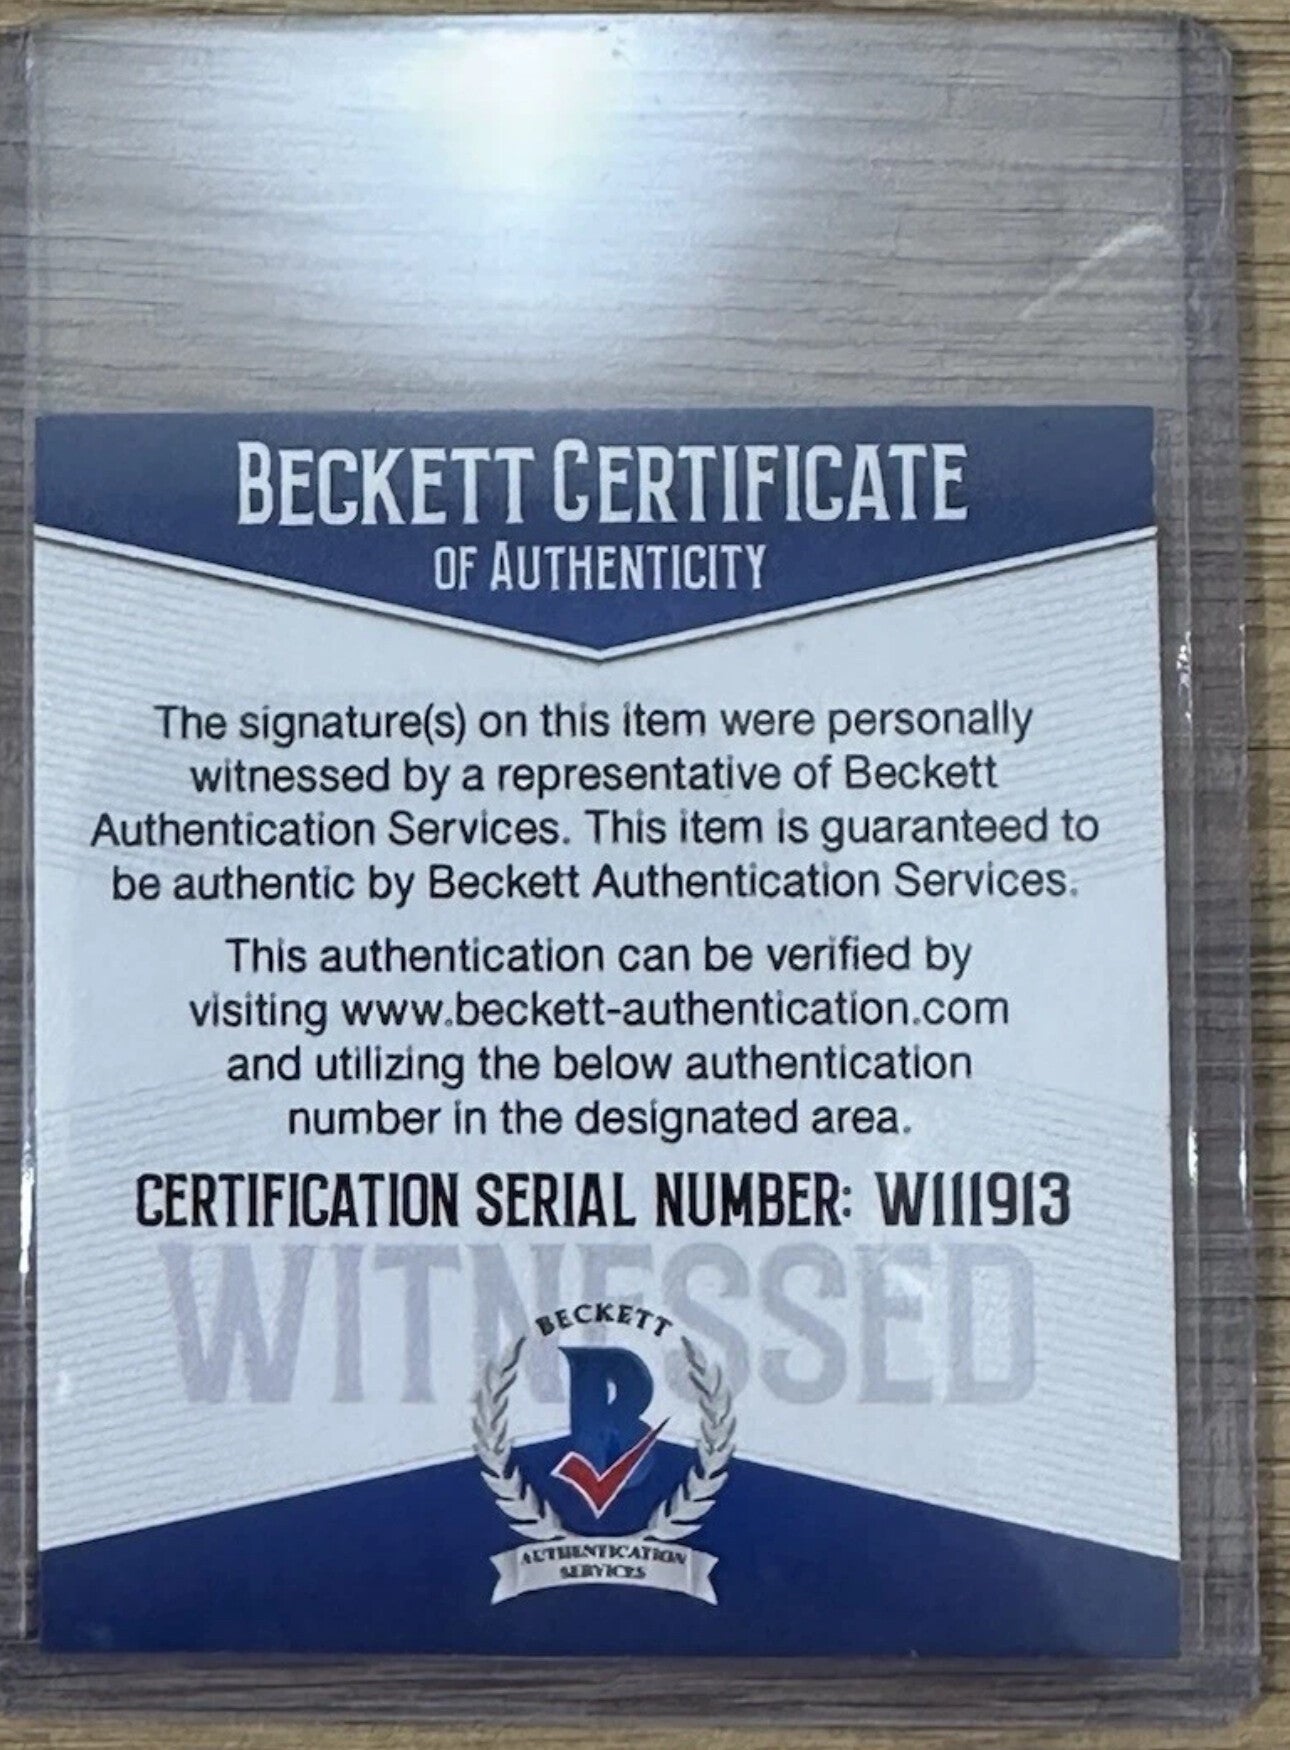 BECKETT CERTIFICATE
OF AUTHENTICITY
The signature(s) on this item were personally
witnessed by a representative of Beckett
Authentication Services. This item is guaranteed to
be authentic by Beckett Authentication Services.
This authentication can be verified by
visiting www.beckett-authentication.com
and utilizing the below authentication
number in the designated area.
CERTIFICATION SERIAL NUMBER: W111913
WITNESSED
BECKETT
B
AUTHENTICATION
SERVICES